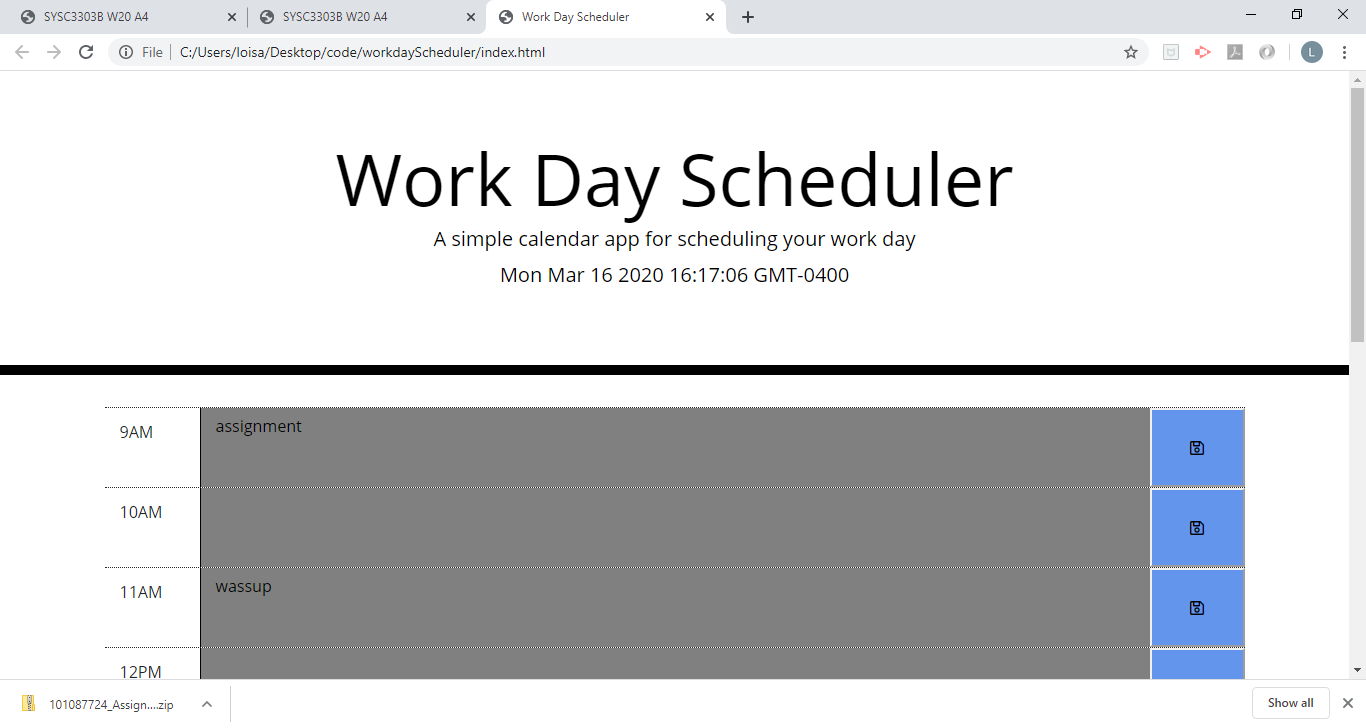 SYSC3303B W20 A4
SYSC3303B W20 A4
Work Day Scheduler
File
C:/Users/loisa/Desktop/code/workdayScheduler/index.html
L
Work Day Scheduler
A simple calendar app for scheduling your work day
Mon Mar 16 2020 16:17:06 GMT-0400
9AM
assignment
10AM
11AM
wassup
12PM
101087724_Assign....zip
Show all